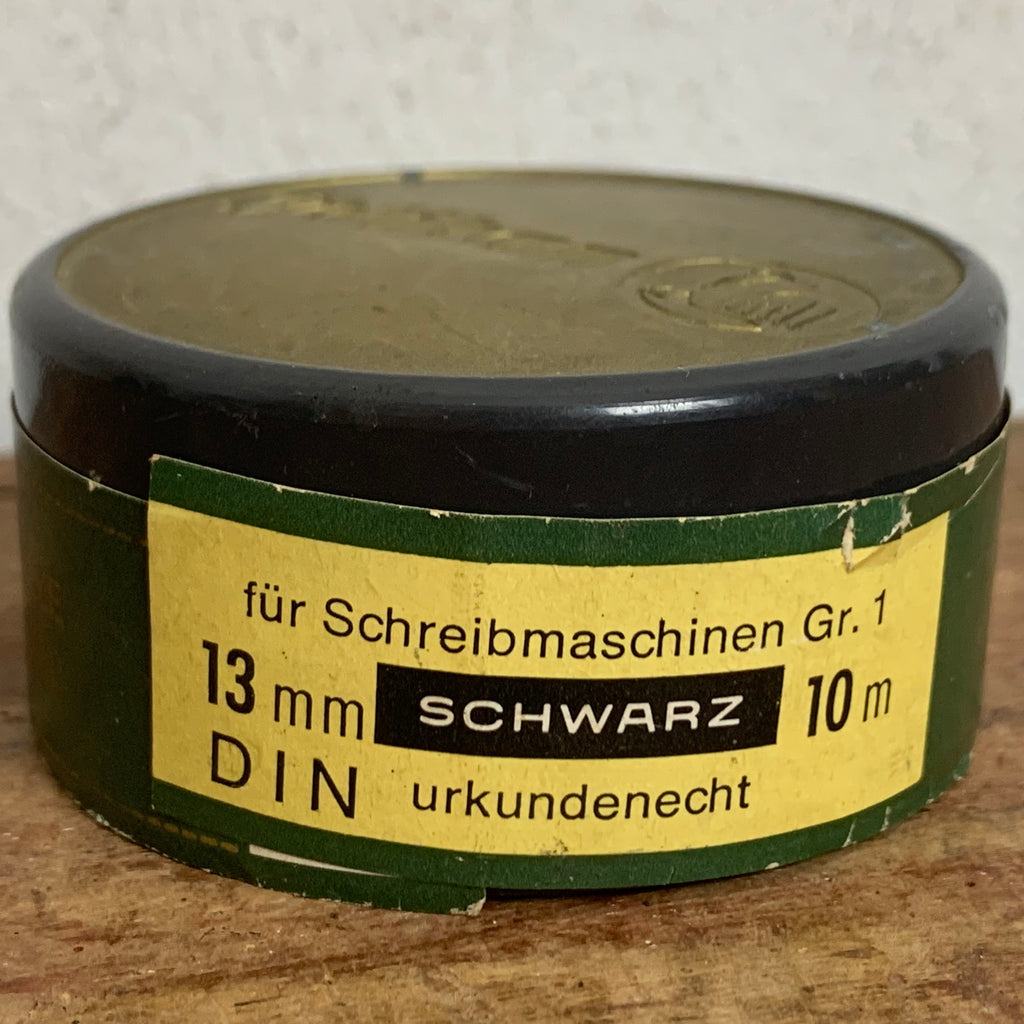 für Schreibmaschinen Gr. 1
13 mm SCHWARZ 10 m
DIN urkundenecht